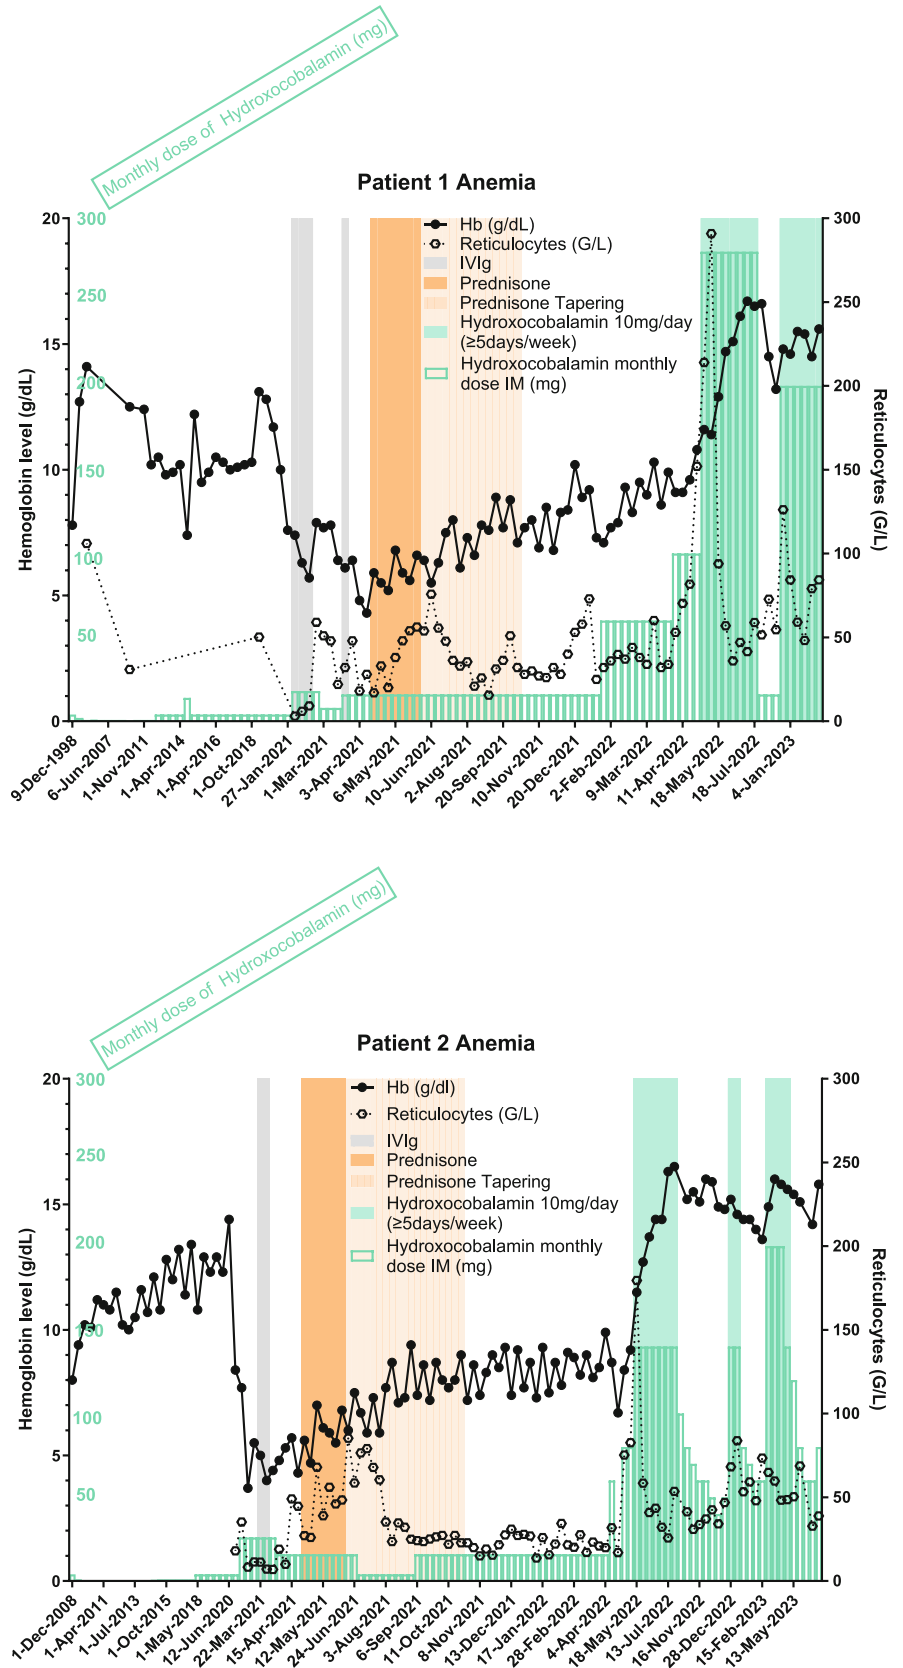 Monthly dose of Hydroxocobalamin (mg)
Patient 1 Anemia
Hemoglobin level (g/dL)
20
15
10
5
0
300
250
200
150
100
50
Hb (g/dL)
Reticulocytes (G/L)
IVIg
Prednisone
Prednisone Tapering
Hydroxocobalamin 10mg/day
(≥5days/week)
Hydroxocobalamin monthly
dose IM (mg)
300
250
200
150
100
50
0
Reticulocytes (G/L)
9-Dec-1998
6-Jun-2007
1-Nov-2011
1-Apr-2014
1-Apr-2016
1-Oct-2018
27-Jan-2021
1-Mar-2021
3-Apr-2021
6-May-2021
10-Jun-2021
2-Aug-2021
20-Sep-2021
10-Nov-2021
20-Dec-2021
2-Feb-2022
9-Mar-2022
11-Apr-2022
18-May-2022
18-Jul-2022
4-Jan-2023
Monthly dose of Hydroxocobalamin (mg)
Patient 2 Anemia
Hemoglobin level (g/dL)
20
15
10
5
0
300
250
200
150
100
50
Hb (g/dl)
Reticulocytes (G/L)
IVIg
Prednisone
Prednisone Tapering
Hydroxocobalamin 10mg/day
(≥5days/week)
Hydroxocobalamin monthly
dose IM (mg)
300
250
200
150
100
50
0
Reticulocytes (G/L)
1-Dec-2008
1-Apr-2011
1-Jul-2013
1-Oct-2015
1-May-2018
12-Jun-2020
22-Mar-2021
15-Apr-2021
12-May-2021
24-Jun-2021
3-Aug-2021
6-Sep-2021
11-Oct-2021
8-Nov-2021
13-Dec-2021
17-Jan-2022
28-Feb-2022
4-Apr-2022
18-May-2022
13-Jul-2022
16-Nov-2022
28-Dec-2022
15-Feb-2023
13-May-2023